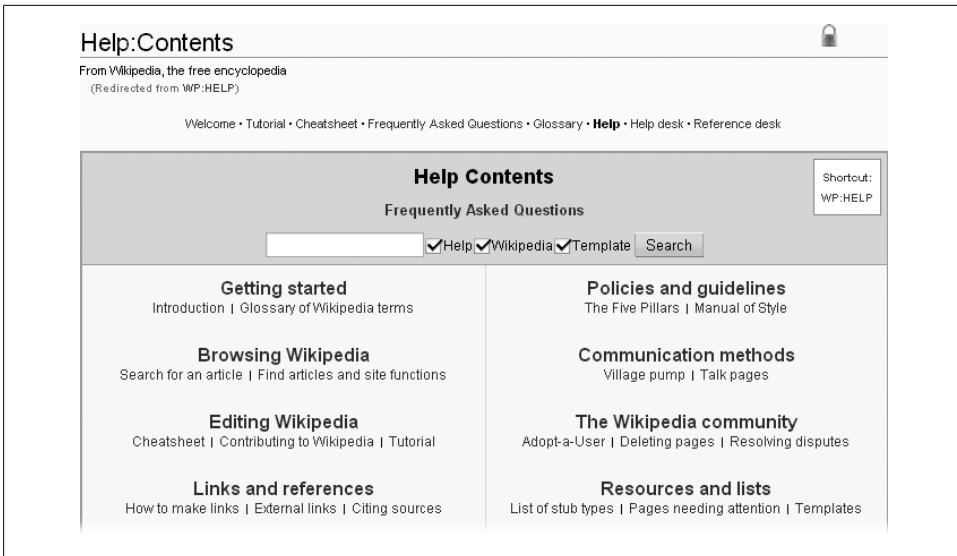 Help:Contents
From Wikipedia, the free encyclopedia
(Redirected from WP:HELP)
Welcome • Tutorial • Cheatsheet • Frequently Asked Questions • Glossary • Help • Help desk • Reference desk
Help Contents
Shortcut:
WP:HELP
Frequently Asked Questions
Help Wikipedia Template Search
Getting started
Introduction | Glossary of Wikipedia terms
Policies and guidelines
The Five Pillars | Manual of Style
Browsing Wikipedia
Search for an article | Find articles and site functions
Communication methods
Village pump | Talk pages
Editing Wikipedia
Cheatsheet | Contributing to Wikipedia | Tutorial
The Wikipedia community
Adopt-a-User | Deleting pages | Resolving disputes
Links and references
How to make links | External links | Citing sources
Resources and lists
List of stub types | Pages needing attention | Templates